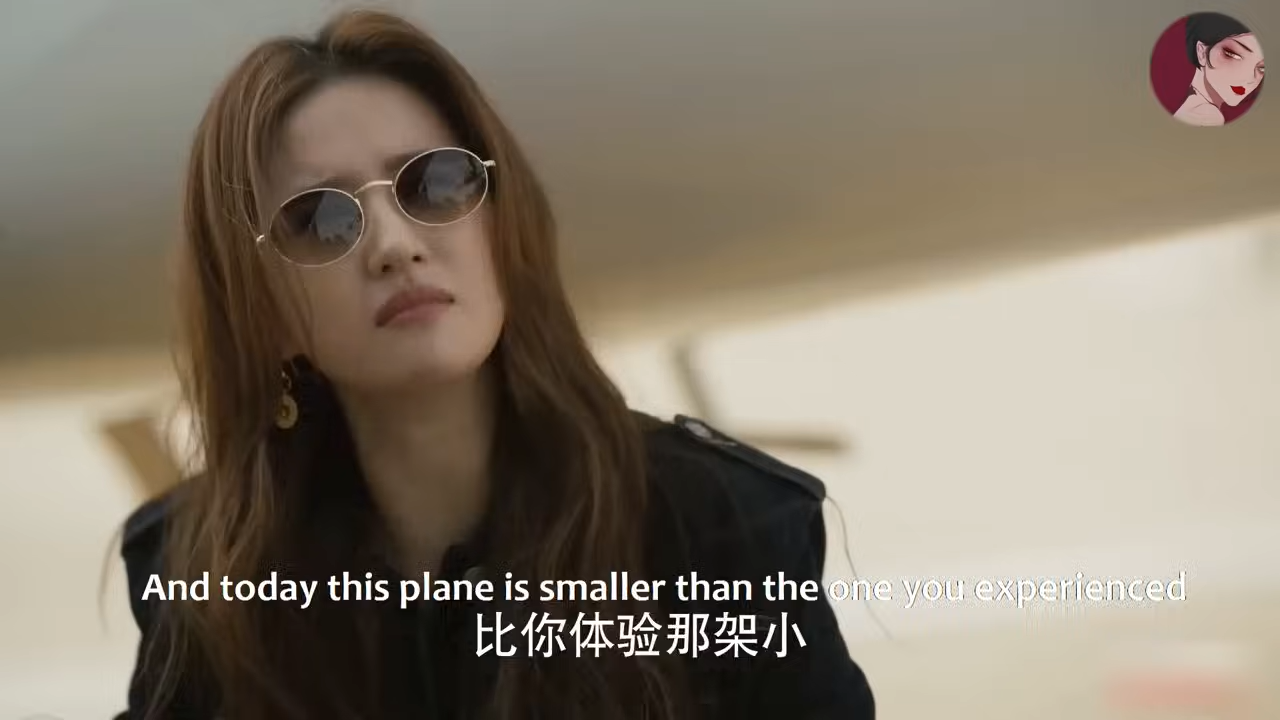 And today this plane is smaller than the one you experienced
比你体验那架小